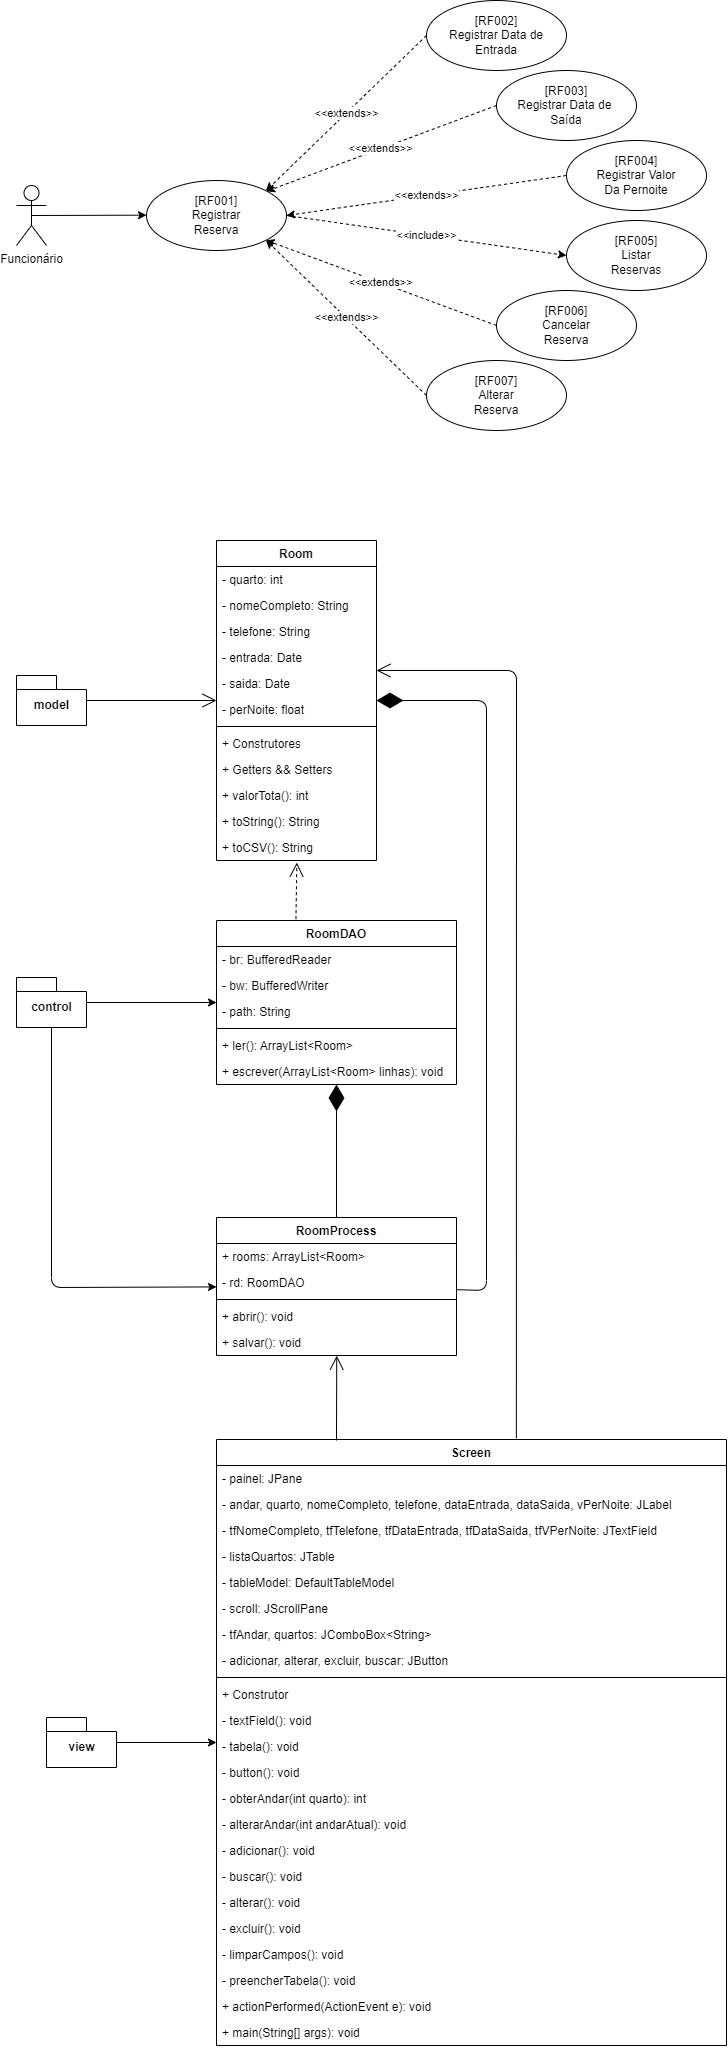 [RF002]
Registrar Data de
Entrada
[RF003]
Registrar Data de
Saída
<<extends>>
<<extends>>
[RF004]
Registrar Valor
Da Pernoite
<<extends>>
[RF001]
Registrar
Reserva
Funcionário
<<include>>
[RF005]
Listar
Reservas
<<extends>>
[RF006]
Cancelar
Reserva
<<extends>>
[RF007]
Alterar
Reserva
Room
- quarto: int
- nomeCompleto: String
- telefone: String
- entrada: Date
- saida: Date
- perNoite: float
model
+ Construtores
+ Getters && Setters
+ valorTota(): int
+ toString(): String
+ toCSV(): String
RoomDAO
- br: BufferedReader
- bw: BufferedWriter
- path: String
control
+ ler(): ArrayList<Room>
+ escrever(ArrayList<Room> linhas): void
RoomProcess
+ rooms: ArrayList<Room>
- rd: RoomDAO
+ abrir(): void
+ salvar(): void
Screen
- painel: JPane
- andar, quarto, nomeCompleto, telefone, dataEntrada, dataSaida, vPerNoite: JLabel
- tfNomeCompleto, tfTelefone, tfDataEntrada, tfDataSaida, tfVPerNoite: JTextField
- listaQuartos: JTable
- tableModel: DefaultTableModel
- scroll: JScrollPane
- tfAndar, quartos: JComboBox<String>
- adicionar, alterar, excluir, buscar: JButton
+ Construtor
- textField(): void
- tabela(): void
view
- button(): void
- obterAndar(int quarto): int
- alterarAndar(int andarAtual): void
- adicionar(): void
- buscar(): void
- alterar(): void
- excluir(): void
- limparCampos(): void
- preencherTabela(): void
+ actionPerformed(ActionEvent e): void
+ main(String[] args): void